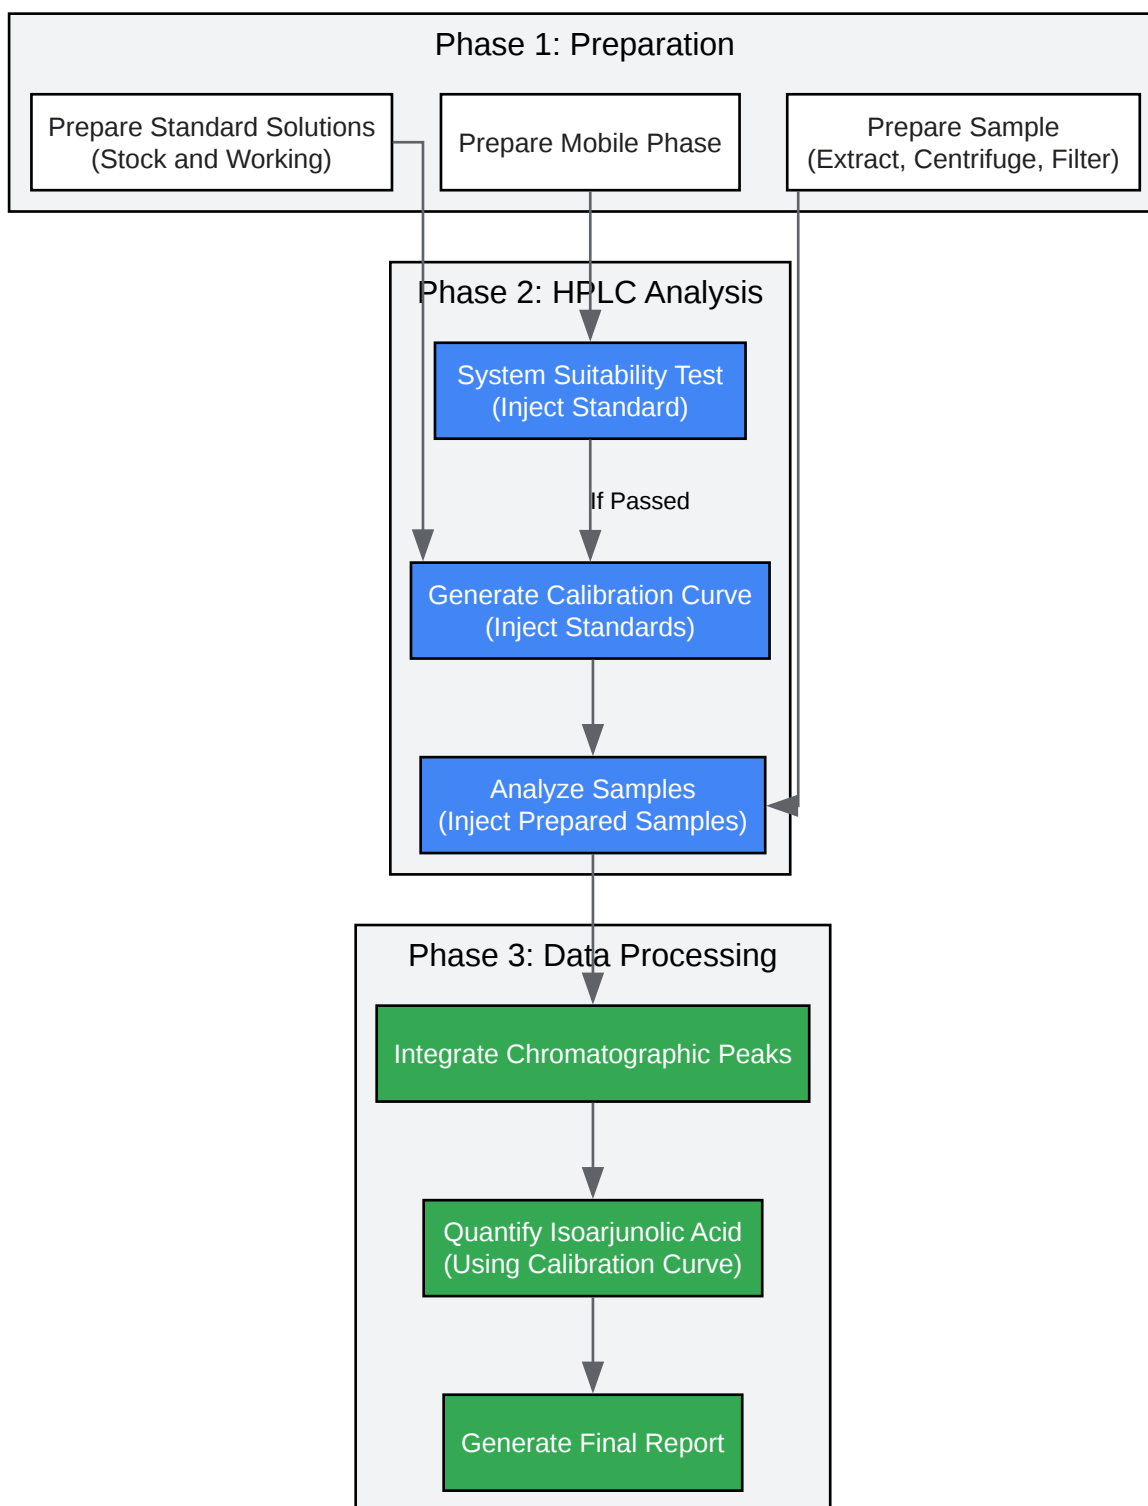 Phase 1: Preparation
Prepare Standard Solutions
(Stock and Working)
Prepare Mobile Phase
Prepare Sample
(Extract, Centrifuge, Filter)
Phase 2: HPLC Analysis
System Suitability Test
(Inject Standard)
If Passed
Generate Calibration Curve
(Inject Standards)
Analyze Samples
(Inject Prepared Samples)
Phase 3: Data Processing
Integrate Chromatographic Peaks
Quantify Isoarjunolic Acid
(Using Calibration Curve)
Generate Final Report